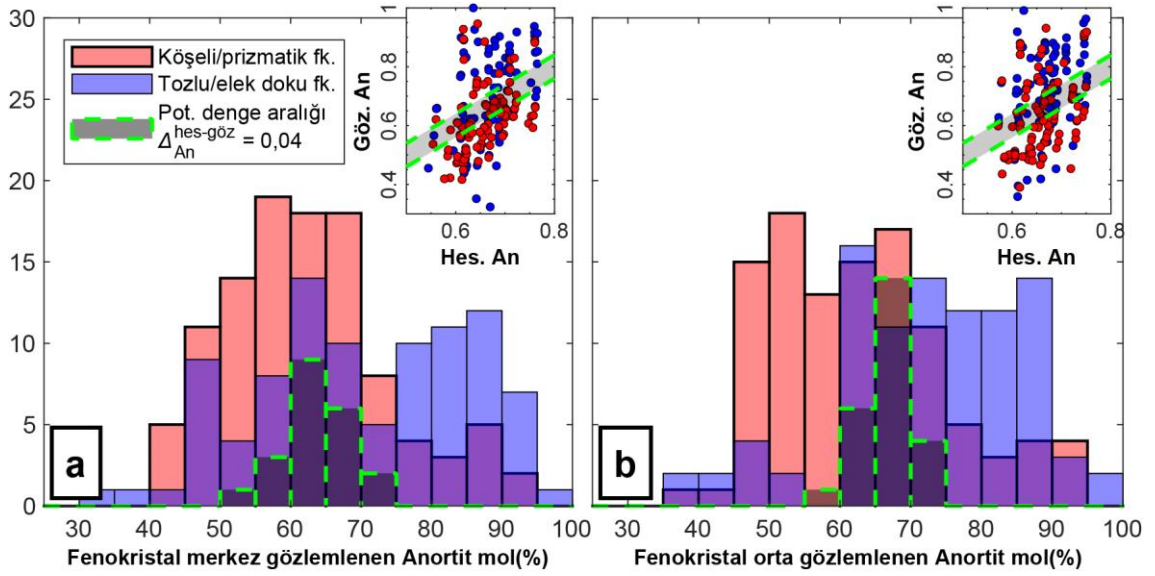 30
25
20
15
10
5
0
Köşeli/prizmatik fk.
Tozlu/elek doku fk.
Pot. denge aralığı
Δ An hes-göz = 0,04
Göz. An
1
0.8
0.6
0.4
0.6 0.8
Hes. An
a
30 40 50 60 70 80 90 100
Fenokristal merkez gözlemlenen Anortit mol(%)
Göz. An
1
0.8
0.6
0.4
0.6 0.8
Hes. An
b
30 40 50 60 70 80 90 100
Fenokristal orta gözlemlenen Anortit mol(%)